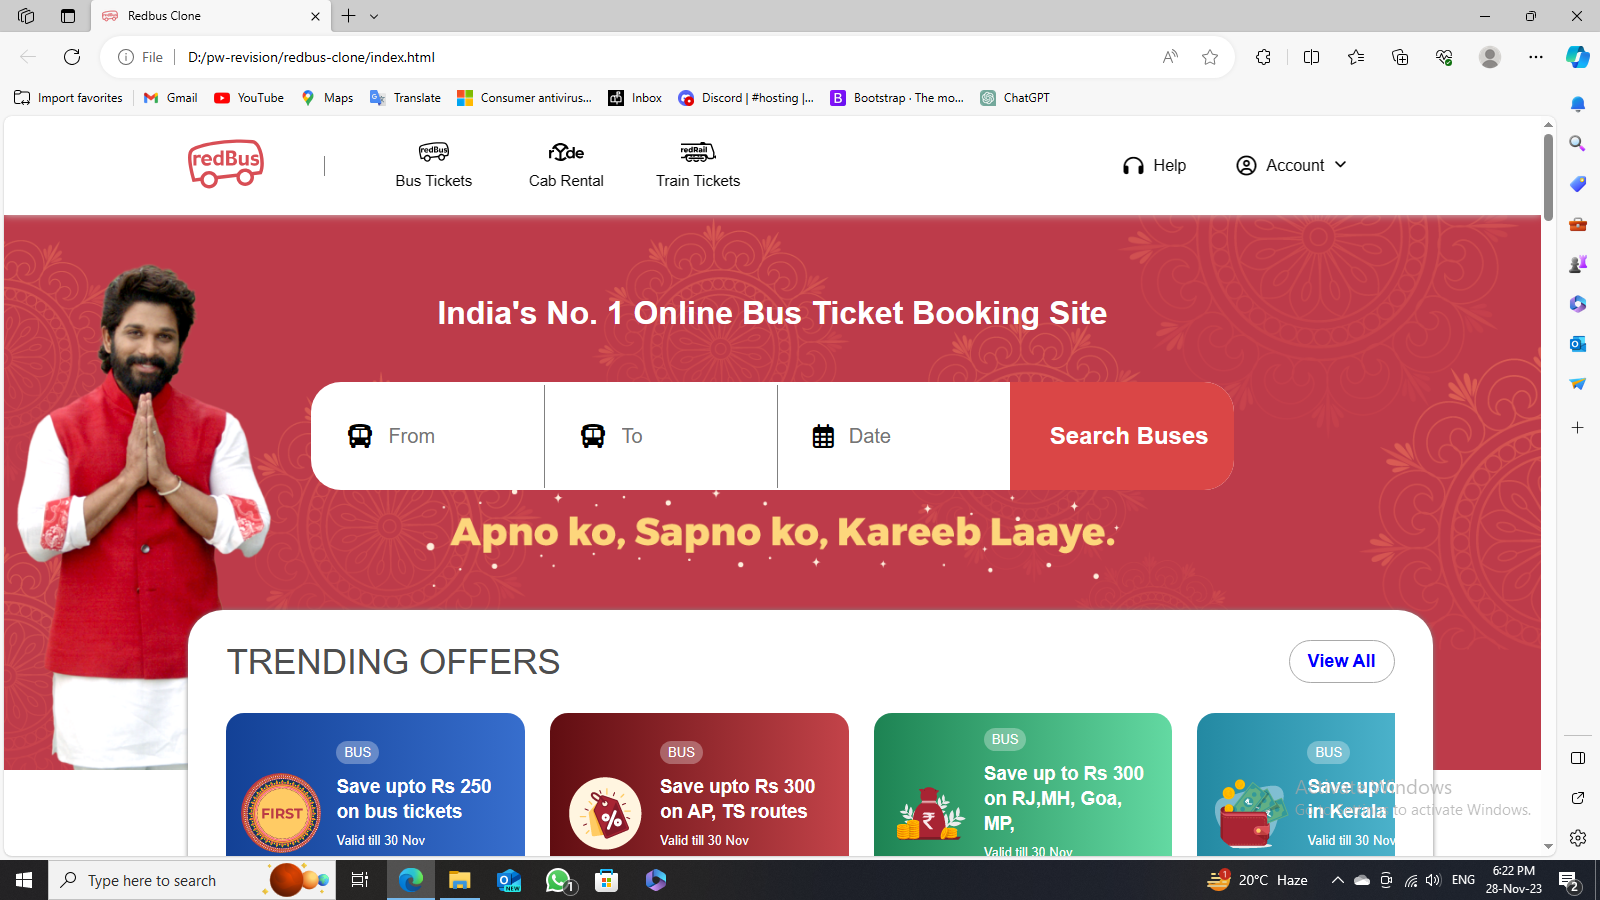 Redbus Clone
File
D:/pw-revision/redbus-clone/index.html
Import favorites
Gmail
YouTube
Maps
Translate
Consumer antivirus...
Inbox
Discord | #hosting |...
Bootstrap · The mo...
ChatGPT
redBus
redBus
Bus Tickets
rYde
Cab Rental
redRail
Train Tickets
Help
Account
India's No. 1 Online Bus Ticket Booking Site
From
To
Date
Search Buses
Apno ko, Sapno ko, Kareeb Laaye.
TRENDING OFFERS
View All
BUS
Save upto Rs 250
on bus tickets
Valid till 30 Nov
FIRST
BUS
Save upto Rs 300
on AP, TS routes
Valid till 30 Nov
%
BUS
Save up to Rs 300
on RJ,MH, Goa,
MP,
Valid till 30 Nov
₹
BUS
Save upto
in Kerala
Valid till 30 Nov
to activate Windows.
Type here to search
NEW
1
1
20°C Haze
ENG
6:22 PM
28-Nov-23
2